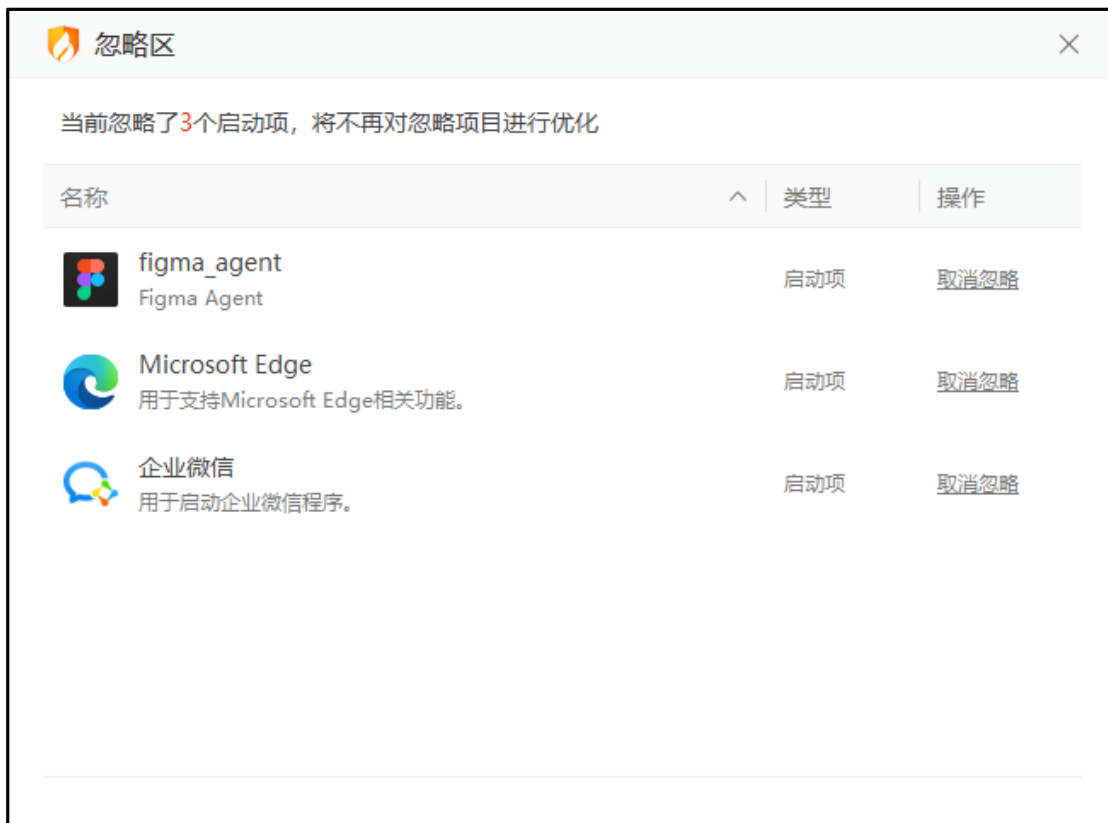 忽略区
当前忽略了3个启动项，将不再对忽略项目进行优化
名称 类型 操作
figma_agent
Figma Agent
启动项 取消忽略
Microsoft Edge
用于支持Microsoft Edge相关功能。
启动项 取消忽略
企业微信
用于启动企业微信程序。
启动项 取消忽略